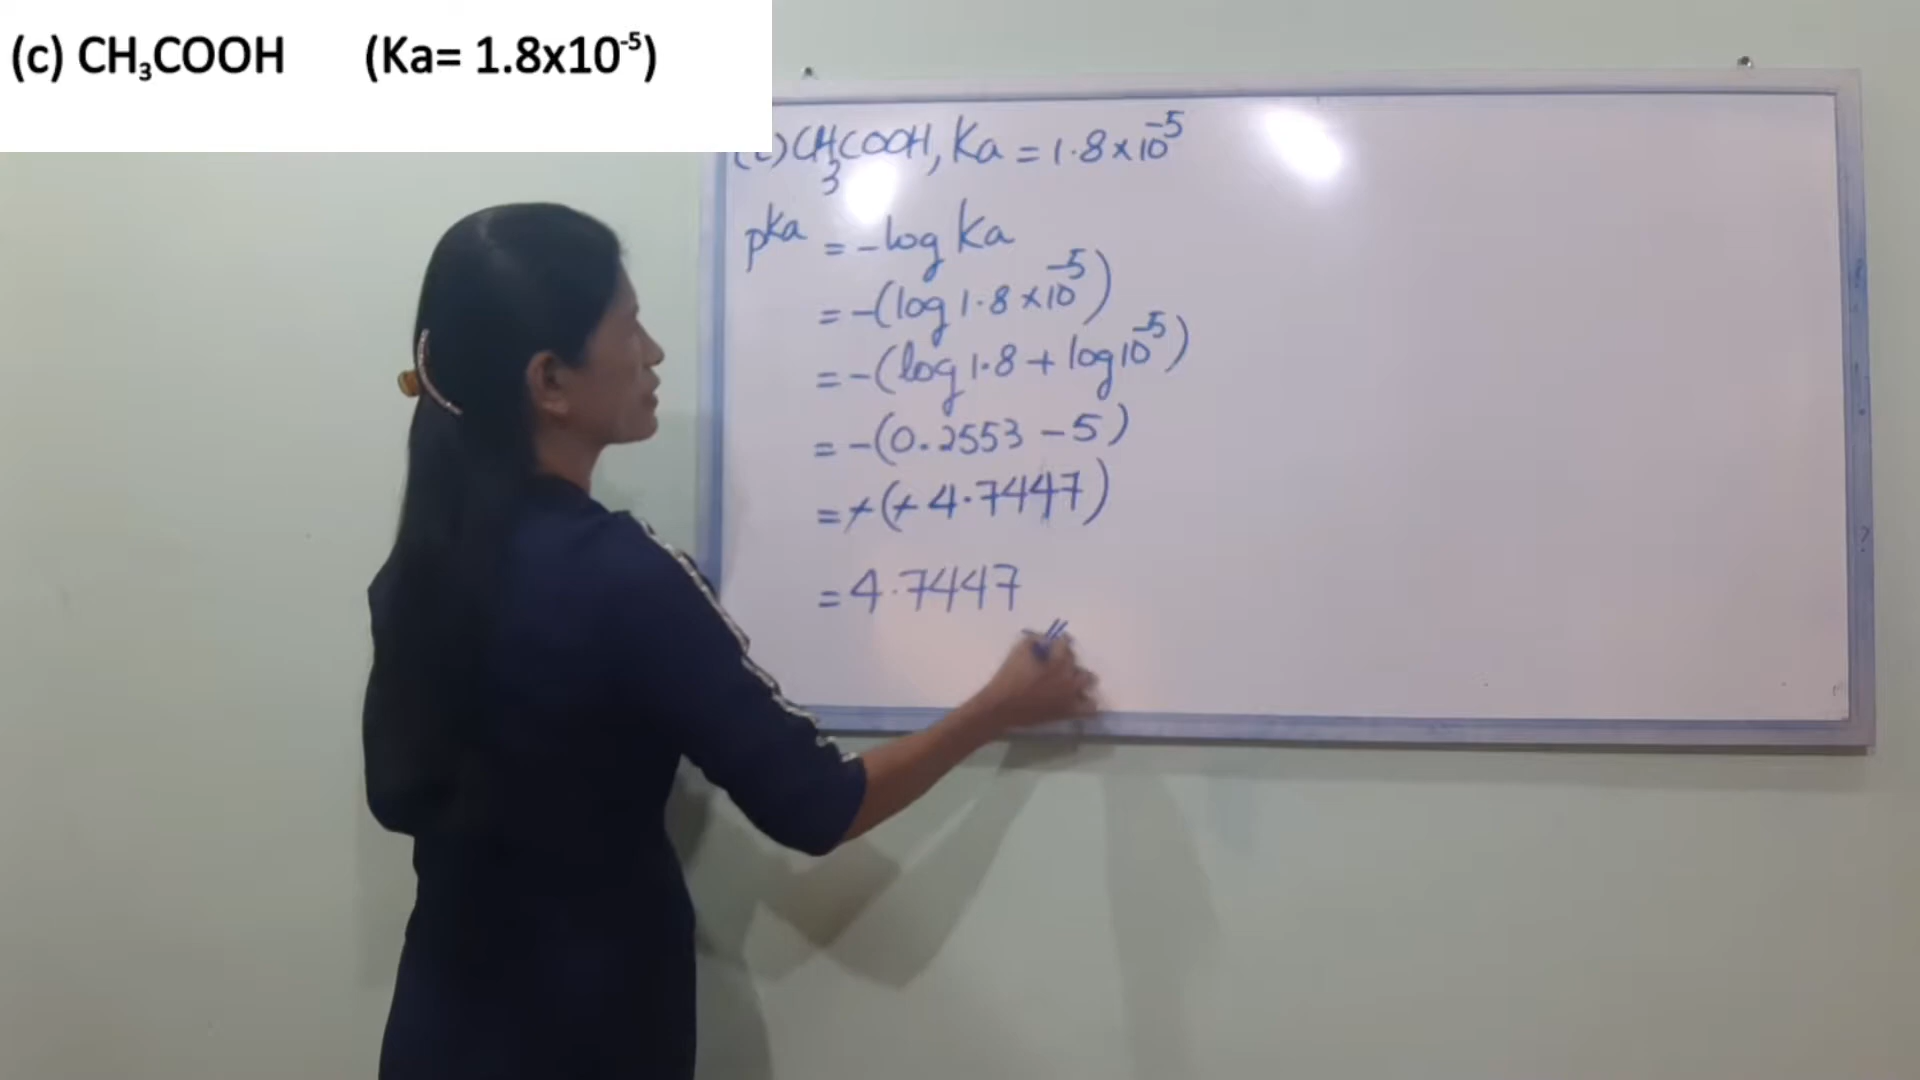 (c) CH₃COOH (Ka= 1.8x10⁻⁵)
(c) CH₃COOH, Ka = 1.8 × 10⁻⁵
pKa = -log Ka
= -(log 1.8 × 10⁻⁵)
= -(log 1.8 + log 10⁻⁵)
= -(0.2553 - 5)
= -(-4.7447)
= 4.7447